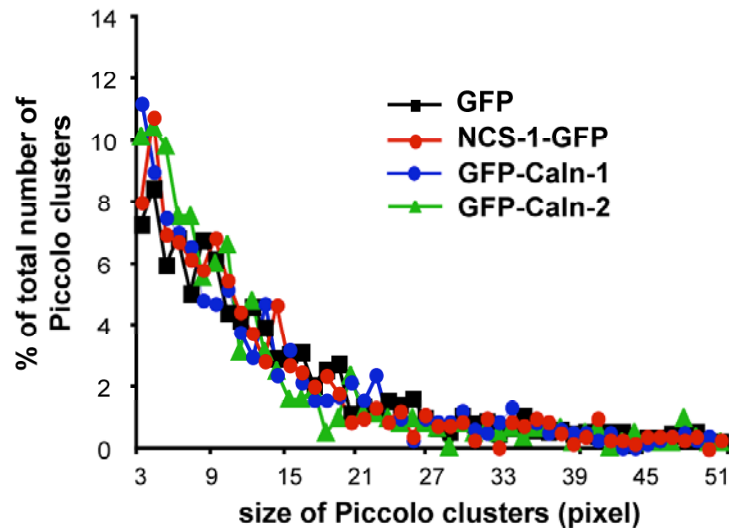 % of total number of
Piccolo clusters
14
12
10
8
6
4
2
0
GFP
NCS-1-GFP
GFP-Caln-1
GFP-Caln-2
3 9 15 21 27 33 39 45 51
size of Piccolo clusters (pixel)